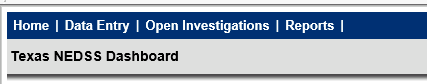 Home | Data Entry | Open Investigations | Reports |
Texas NEDSS Dashboard